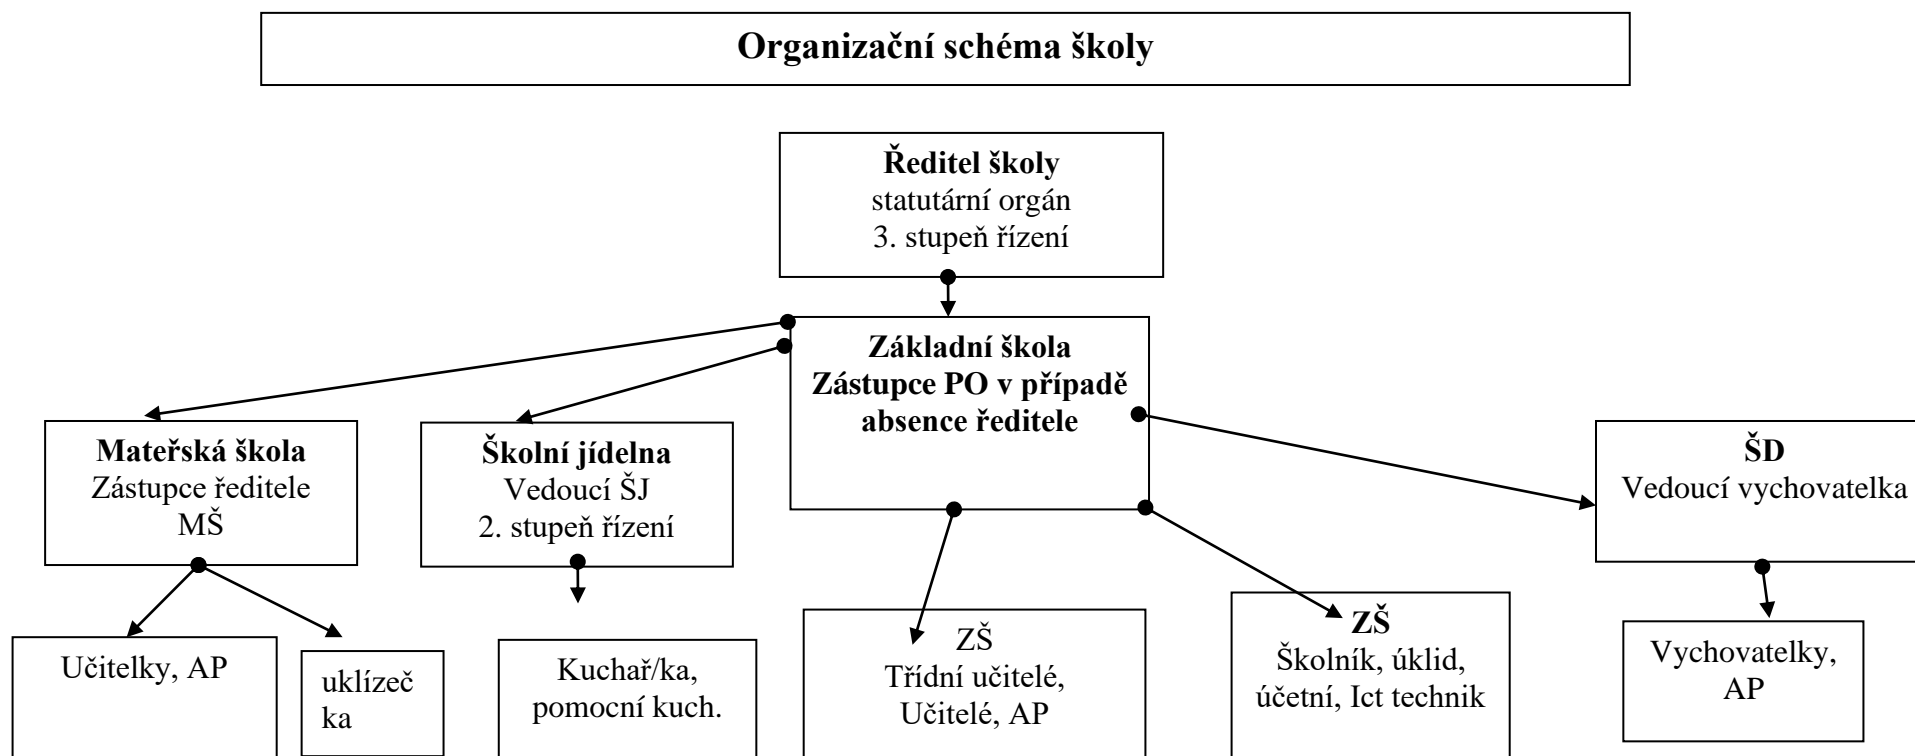 Organizační schéma školy
Ředitel školy
statutární orgán
3. stupeň řízení
Základní škola
Zástupce PO v případě
absence ředitele
Mateřská škola
Zástupce ředitele
MŠ
Školní jídelna
Vedoucí ŠJ
2. stupeň řízení
ŠD
Vedoucí vychovatelka
Učitelky, AP
uklízeč
ka
Kuchař/ka,
pomocní kuch.
ZŠ
Třídní učitelé,
Učitelé, AP
ZŠ
Školník, úklid,
účetní, Ict technik
Vychovatelky,
AP